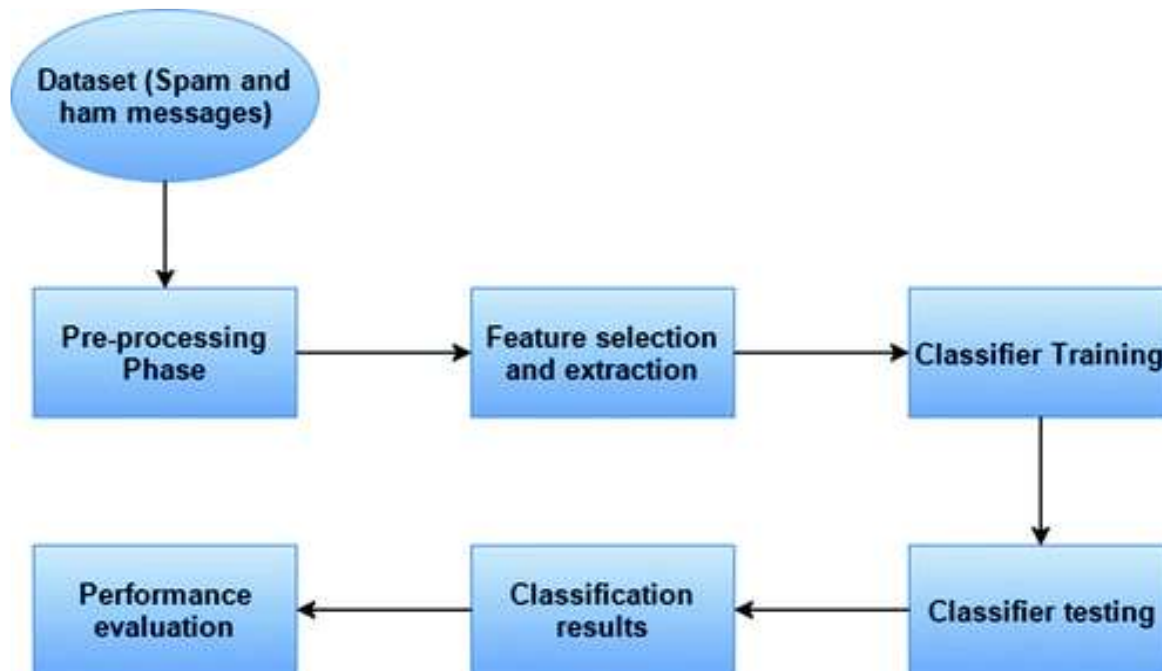 Dataset (Spam and
ham messages)
Pre-processing
Phase
Feature selection
and extraction
Classifier Training
Classifier testing
Classification
results
Performance
evaluation